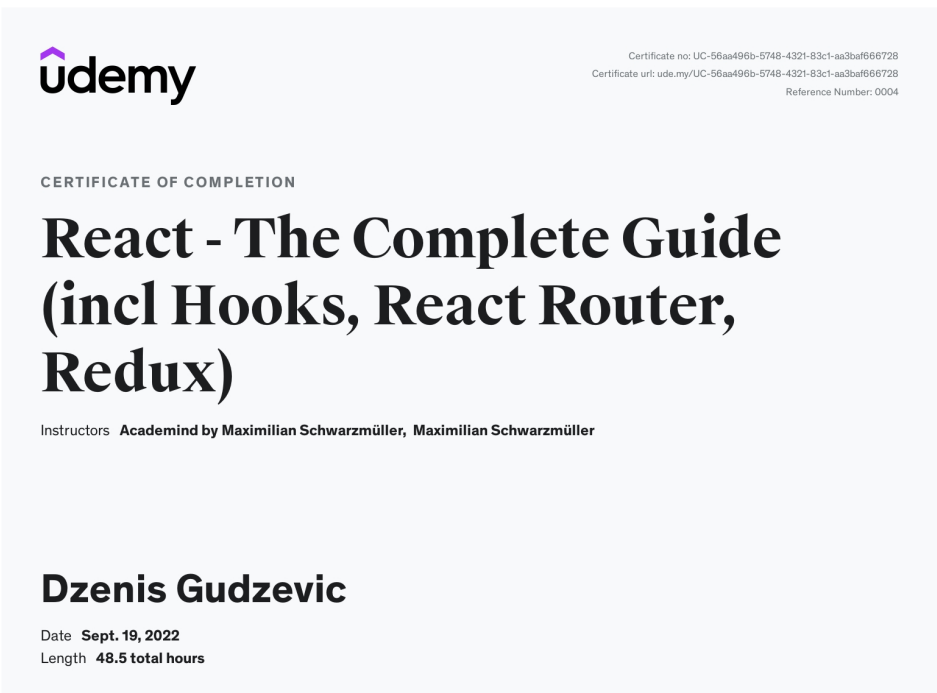 udemy
Certificate no: UC-56aa496b-5748-4321-83c1-aa3baf666728
Certificate url: ude.my/UC-56aa496b-5748-4321-83c1-aa3baf666728
Reference Number: 0004
CERTIFICATE OF COMPLETION
React - The Complete Guide
(incl Hooks, React Router,
Redux)
Instructors Academind by Maximilian Schwarzmüller, Maximilian Schwarzmüller
Dzenis Gudzevic
Date Sept. 19, 2022
Length 48.5 total hours